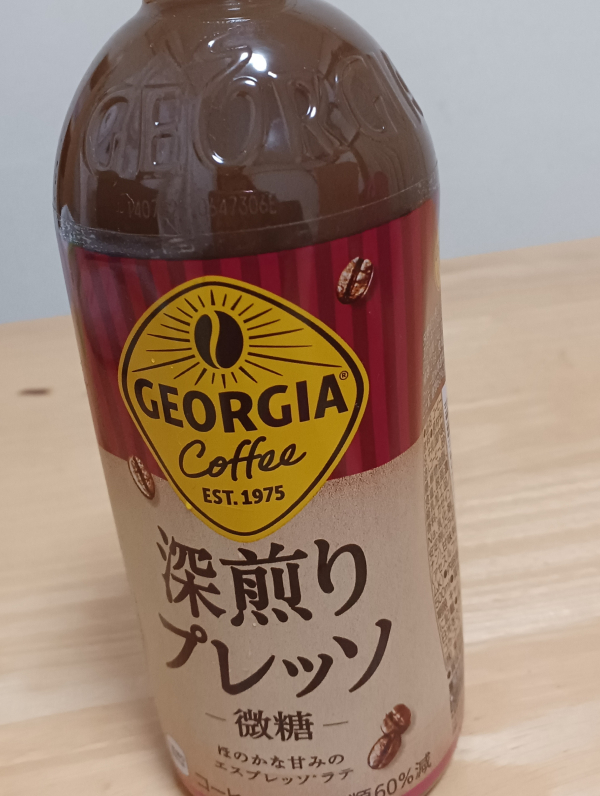 GEORGIA
GEORGIA®
Coffee
EST. 1975
深煎り
プレッソ
微糖
ほのかな甘みの
エスプレッソ・ラテ
60%減